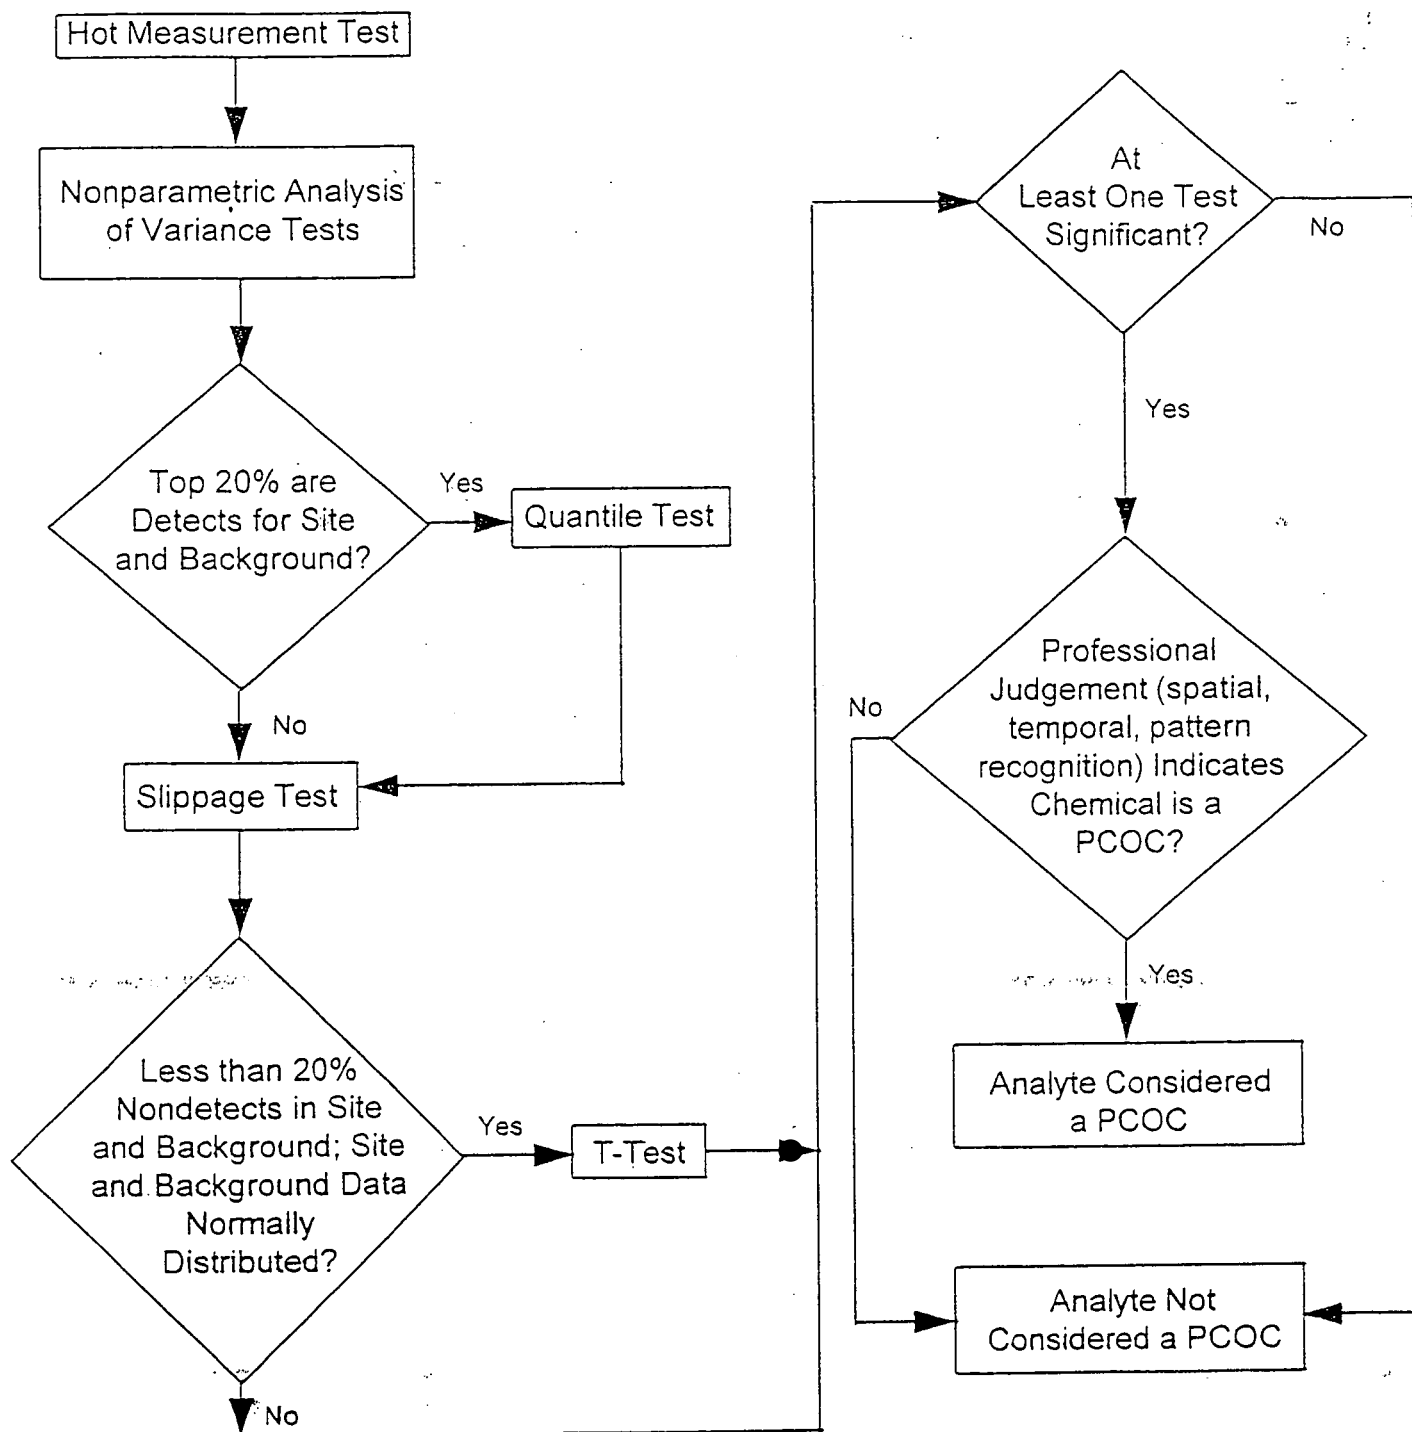 Hot Measurement Test
Nonparametric Analysis
of Variance Tests
Top 20% are
Detects for Site
and Background?
Yes
Quantile Test
No
Slippage Test
Less than 20%
Nondetects in Site
and Background; Site
and Background Data
Normally
Distributed?
Yes
T-Test
No
At
Least One Test
Significant?
No
Yes
Professional
Judgement (spatial,
temporal, pattern
recognition) Indicates
Chemical is a
PCOC?
No
Yes
Analyte Considered
a PCOC
Analyte Not
Considered a PCOC